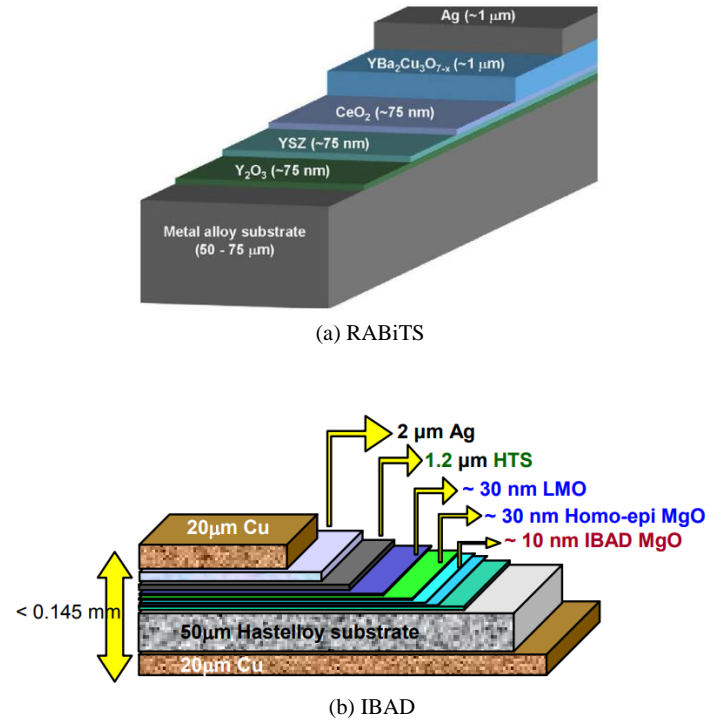 Ag (~1 μm)
YBa₂Cu₃O₇₋ₓ (~1 μm)
CeO₂ (~75 nm)
YSZ (~75 nm)
Y₂O₃ (~75 nm)
Metal alloy substrate
(50 - 75 μm)
(a) RABiTS
2 μm Ag
1.2 μm HTS
~ 30 nm LMO
~ 30 nm Homo-epi MgO
~ 10 nm IBAD MgO
20μm Cu
< 0.145 mm
50μm Hastelloy substrate
20μm Cu
(b) IBAD